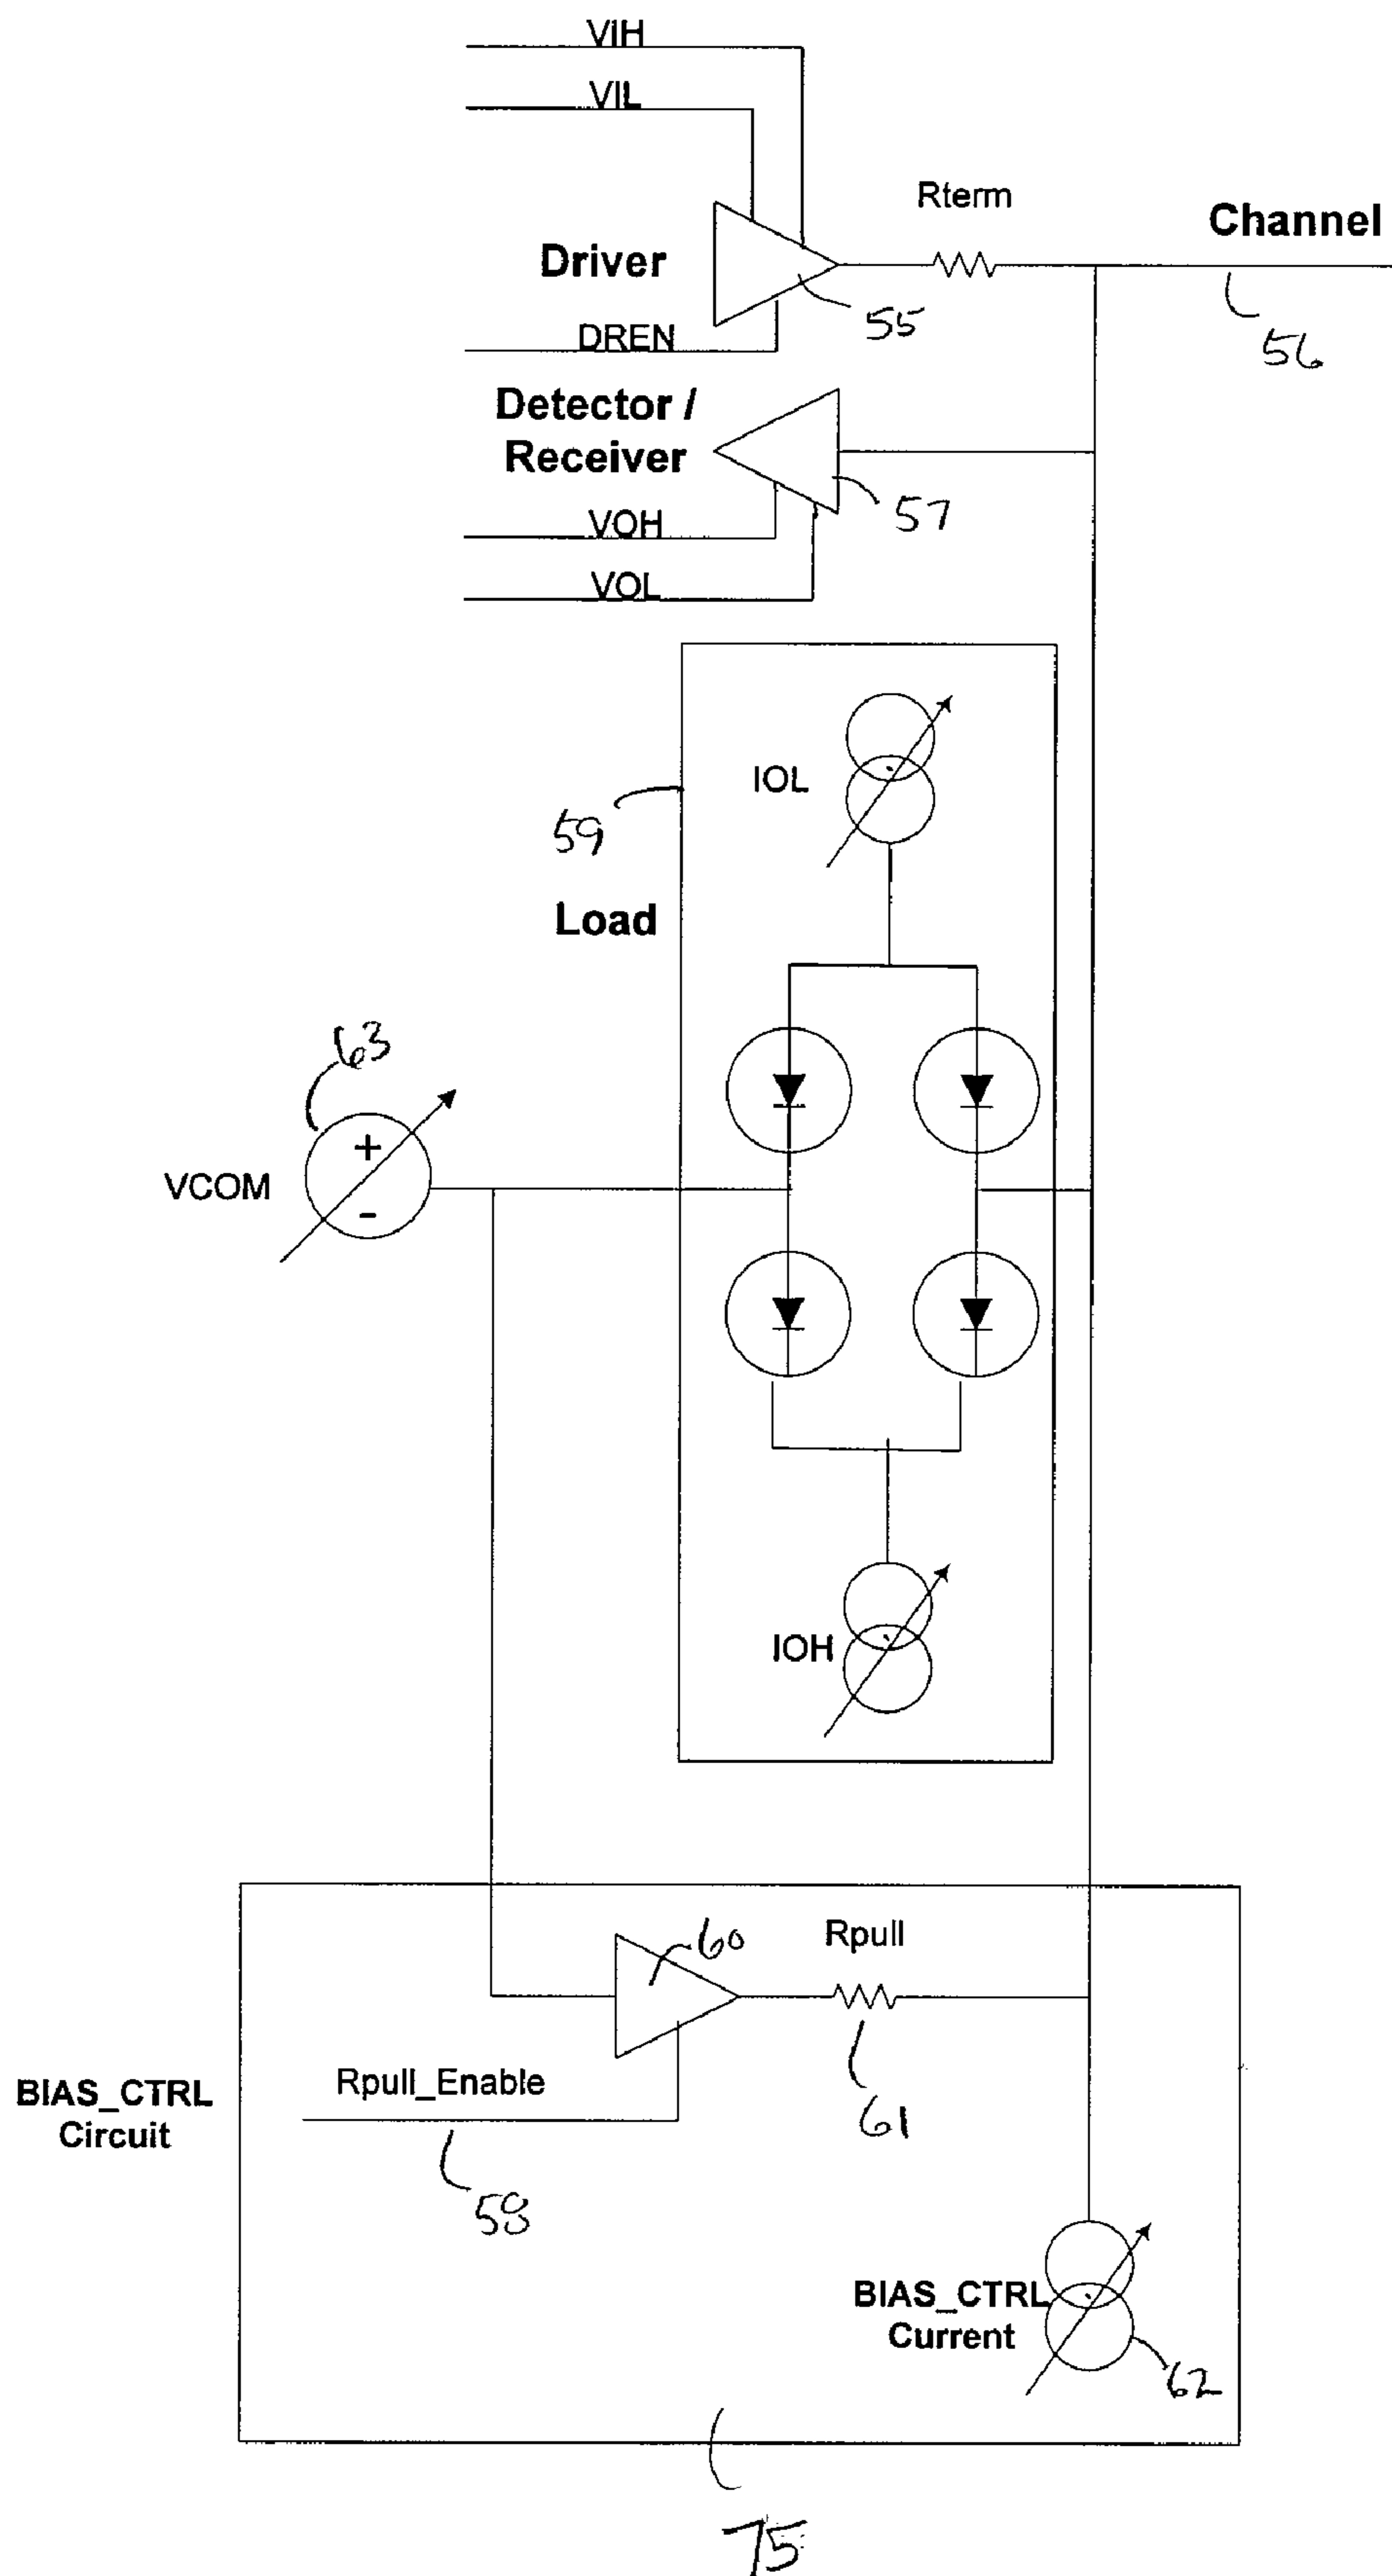 VIH
VIL
Rterm
Channel
Driver
55
56
DREN
Detector /
Receiver
57
VOH
VOL
IOL
59
Load
63
+
VCOM
-
IOH
60
Rpull
Rpull_Enable
BIAS_CTRL
Circuit
61
58
BIAS_CTRL
Current
62
75